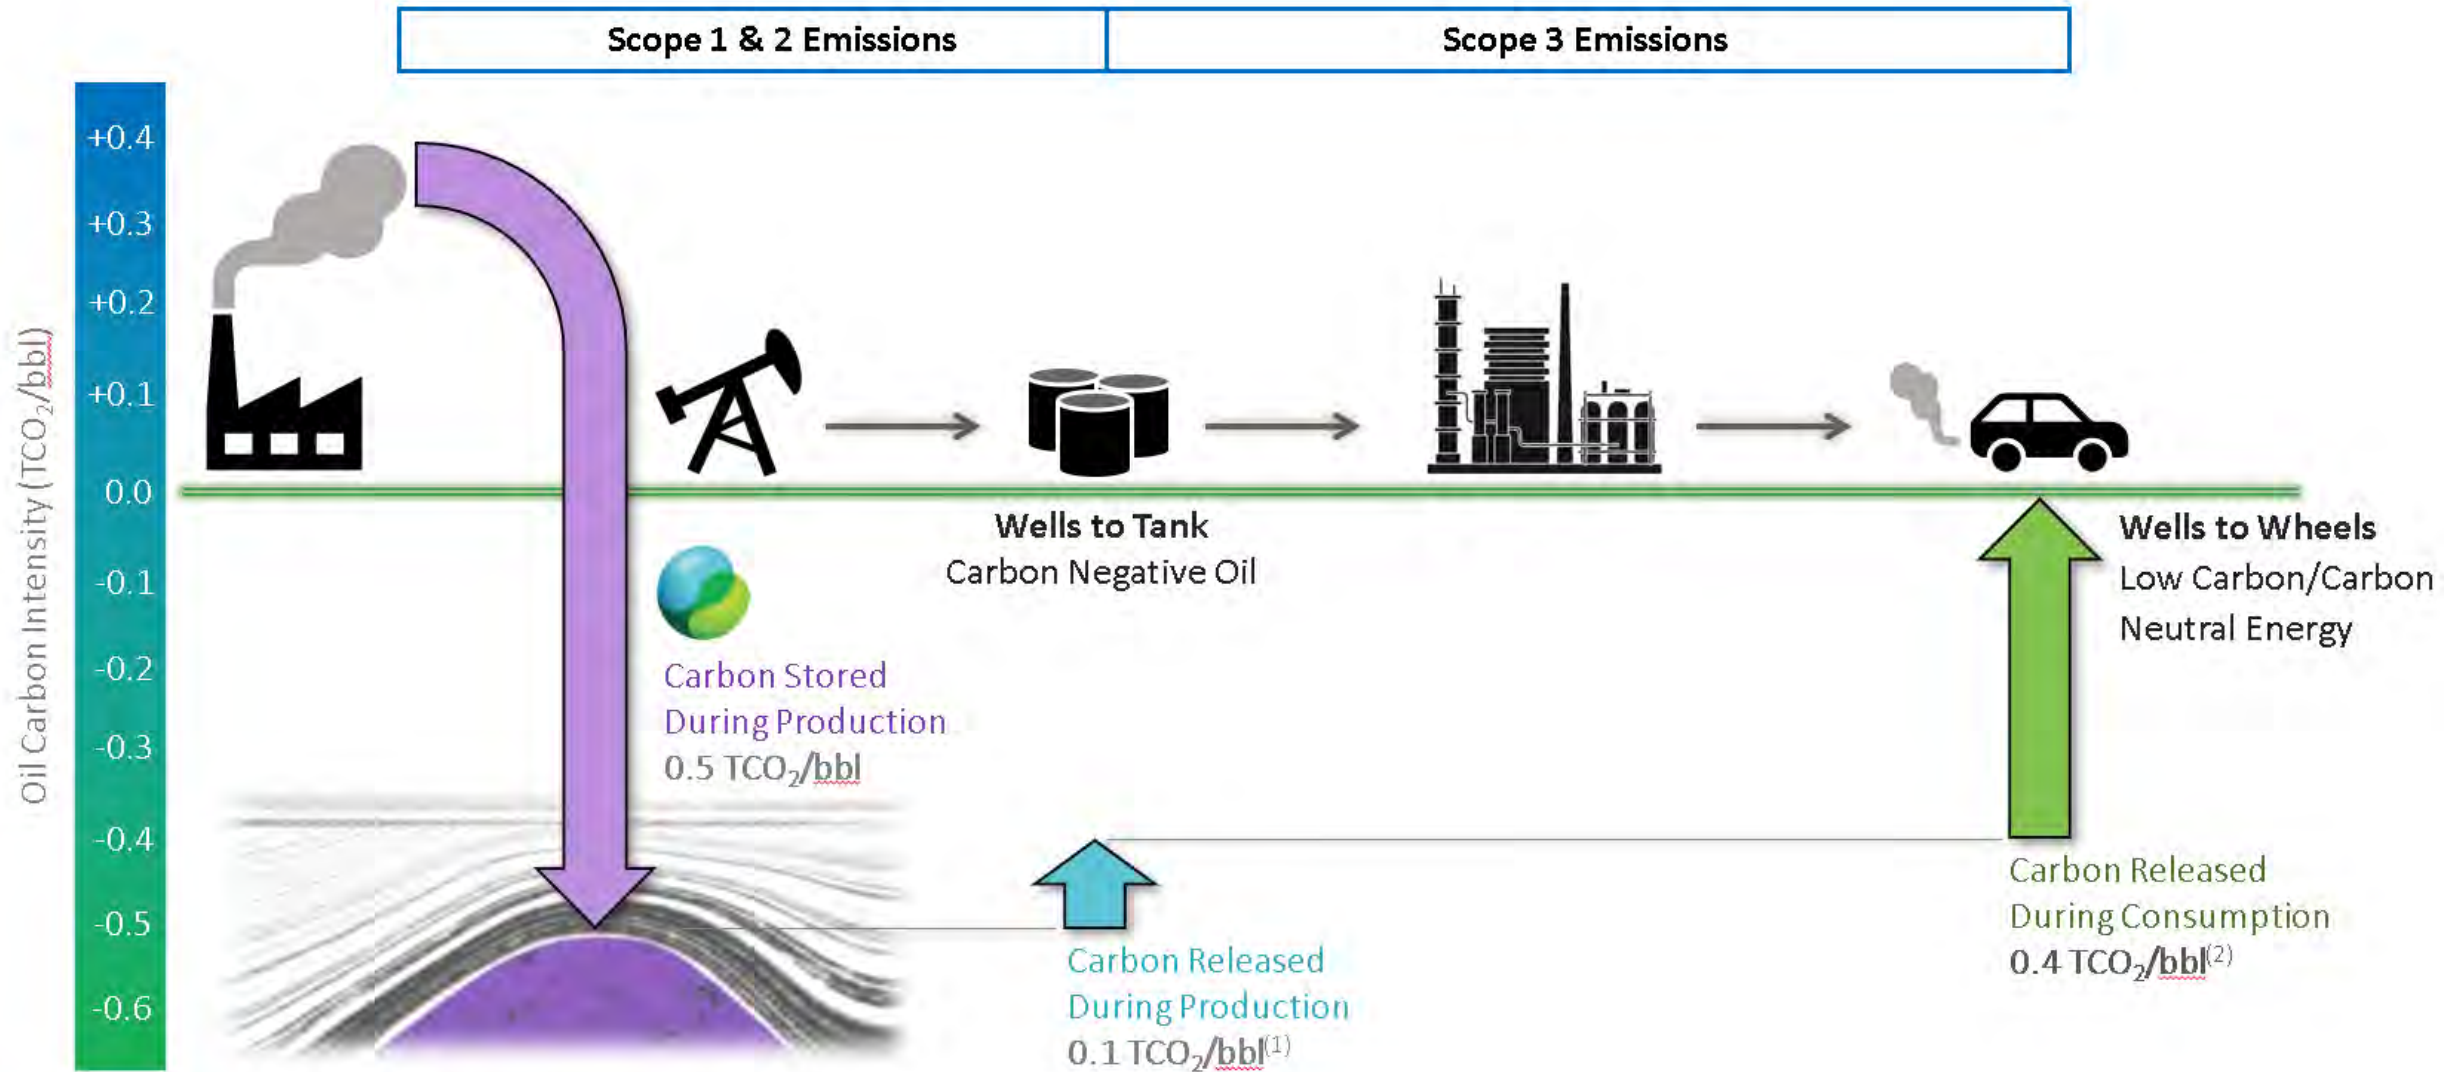 Scope 1 & 2 Emissions
Scope 3 Emissions
Oil Carbon Intensity (TCO₂/bbl)
+0.4
+0.3
+0.2
+0.1
0.0
-0.1
-0.2
-0.3
-0.4
-0.5
-0.6
Wells to Tank
Carbon Negative Oil
Wells to Wheels
Low Carbon/Carbon
Neutral Energy
Carbon Stored
During Production
0.5 TCO₂/bbl
Carbon Released
During Production
0.1 TCO₂/bbl(1)
Carbon Released
During Consumption
0.4 TCO₂/bbl(2)